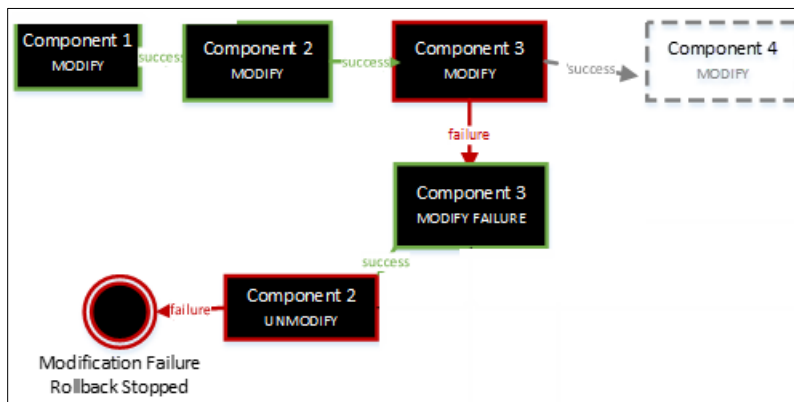 Component 1
MODIFY
success
Component 2
MODIFY
success
Component 3
MODIFY
success
Component 4
MODIFY
failure
Component 3
MODIFY FAILURE
success
Component 2
UNMODIFY
failure
Modification Failure
Rollback Stopped